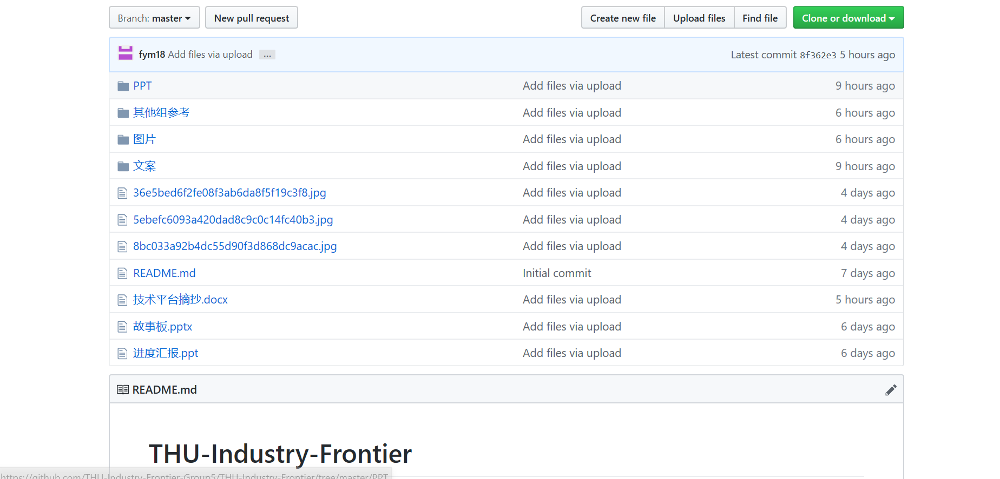 Branch: master New pull request Create new file Upload files Find file Clone or download
fym18 Add files via upload ... Latest commit 8f362e3 5 hours ago
PPT Add files via upload 9 hours ago
其他组参考 Add files via upload 6 hours ago
图片 Add files via upload 6 hours ago
文案 Add files via upload 9 hours ago
36e5bed6f2fe08f3ab6da8f5f19c3f8.jpg Add files via upload 4 days ago
5ebefc6093a420dad8c9c0c14fc40b3.jpg Add files via upload 4 days ago
8bc033a92b4dc55d90f3d868dc9acac.jpg Add files via upload 4 days ago
README.md Initial commit 7 days ago
技术平台摘抄.docx Add files via upload 5 hours ago
故事板.pptx Add files via upload 6 days ago
进度汇报.ppt Add files via upload 6 days ago
README.md
THU-Industry-Frontier
https://github.com/THU-Industry-Frontier-Group5/THU-Industry-Frontier/tree/master/PPT